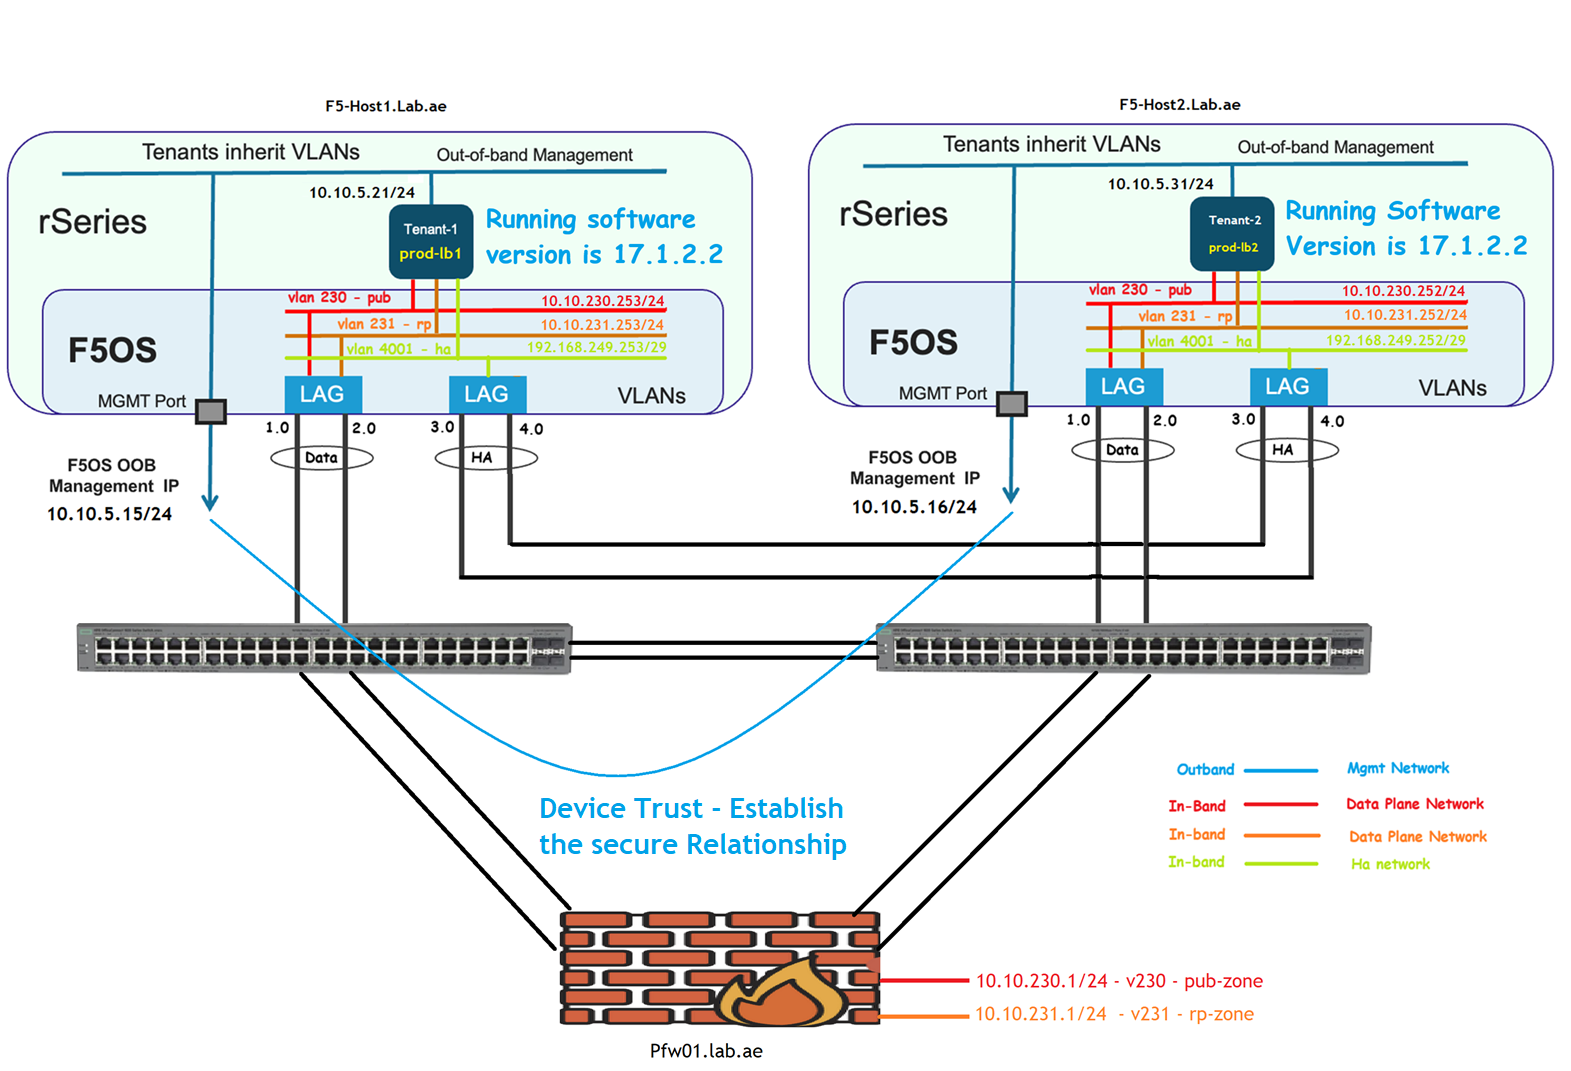 F5-Host1.Lab.ae
Tenants inherit VLANs
Out-of-band Management
10.10.5.21/24
rSeries
Tenant-1
prod-lb1
Running software
version is 17.1.2.2
F5OS
vlan 230 - pub
10.10.230.253/24
vlan 231 - rp
10.10.231.253/24
vlan 4001 - ha
192.168.249.253/29
LAG
LAG
VLANs
MGMT Port
1.0
2.0
3.0
4.0
Data
HA
F5OS OOB
Management IP
10.10.5.15/24
F5-Host2.Lab.ae
Tenants inherit VLANs
Out-of-band Management
10.10.5.31/24
rSeries
Tenant-2
prod-lb2
Running Software
Version is 17.1.2.2
F5OS
vlan 230 - pub
10.10.230.252/24
vlan 231 - rp
10.10.231.252/24
vlan 4001 - ha
192.168.249.252/29
LAG
LAG
VLANs
MGMT Port
1.0
2.0
3.0
4.0
Data
HA
F5OS OOB
Management IP
10.10.5.16/24
Device Trust - Establish
the secure Relationship
Outband Mgmt Network
In-Band Data Plane Network
In-band Data Plane Network
In-band Ha network
10.10.230.1/24 - v230 - pub-zone
10.10.231.1/24 - v231 - rp-zone
Pfw01.lab.ae